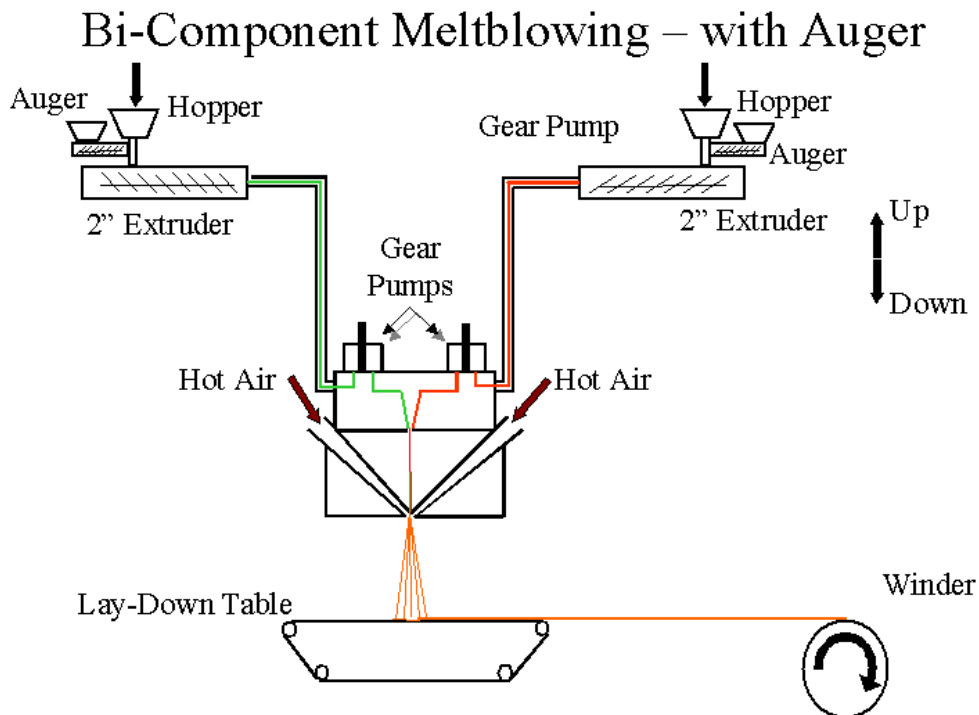 Bi-Component Meltblowing – with Auger
Auger
Hopper
Hopper
Gear Pump
Auger
2” Extruder
2” Extruder
Up
Gear
Pumps
Down
Hot Air
Hot Air
Lay-Down Table
Winder